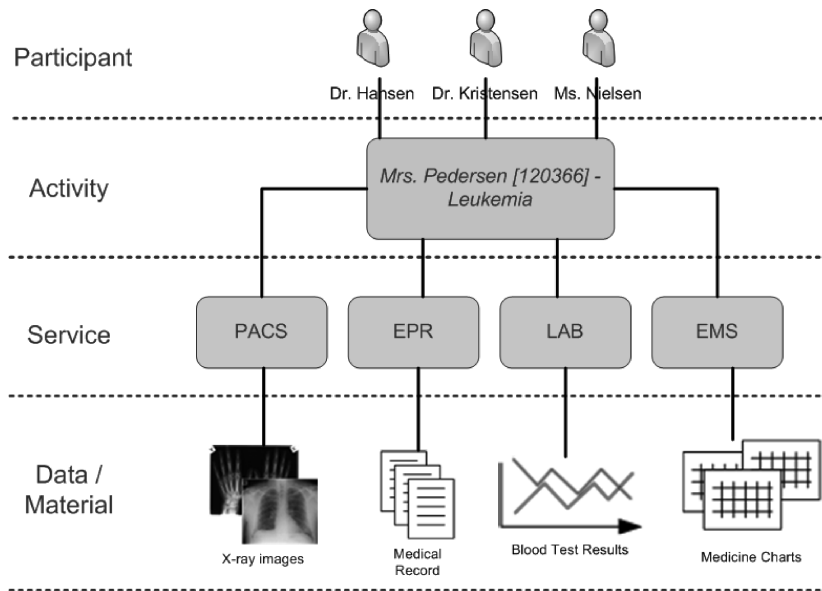 Participant
Dr. Hansen Dr. Kristensen Ms. Nielsen
Activity
Mrs. Pedersen [120366] -
Leukemia
Service
PACS
EPR
LAB
EMS
Data /
Material
X-ray images
Medical
Record
Blood Test Results
Medicine Charts